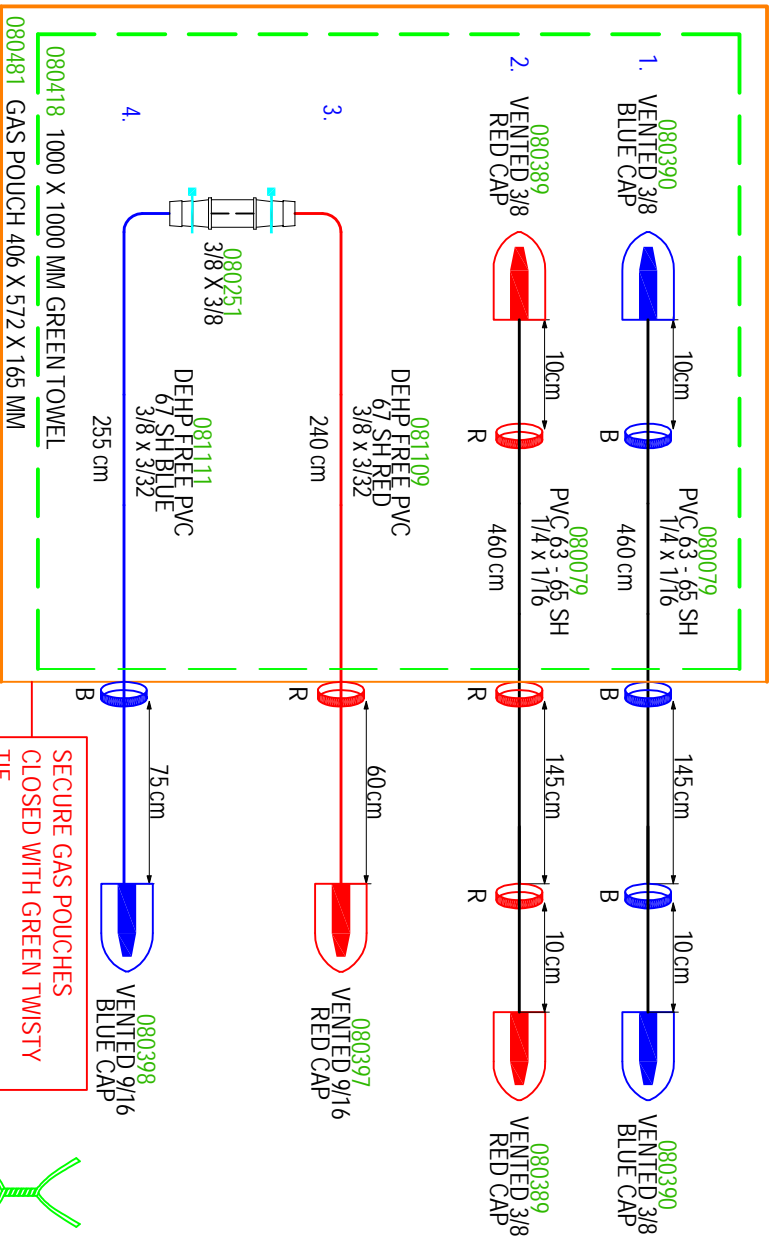 1.
080390
VENTED 3/8
BLUE CAP
10cm
B
080079
PVC 63 - 65 SH
1/4 x 1/16
460 cm
B
145cm
B
10cm
080390
VENTED 3/8
BLUE CAP
2.
080389
VENTED 3/8
RED CAP
10cm
R
080079
PVC 63 - 65 SH
1/4 x 1/16
460 cm
R
145cm
R
10cm
080389
VENTED 3/8
RED CAP
3.
081109
DEHP FREE PVC
67 SH RED
3/8 X 3/32
240 cm
R
60cm
080397
VENTED 9/16
RED CAP
080251
3/8 X 3/8
4.
081111
DEHP FREE PVC
67 SH BLUE
3/8 X 3/32
255 cm
B
75cm
080398
VENTED 9/16
BLUE CAP
080418 1000 X 1000 MM GREEN TOWEL
080481 GAS POUCH 406 X 572 X 165 MM
SECURE GAS POUCHES
CLOSED WITH GREEN TWISTY
TIE